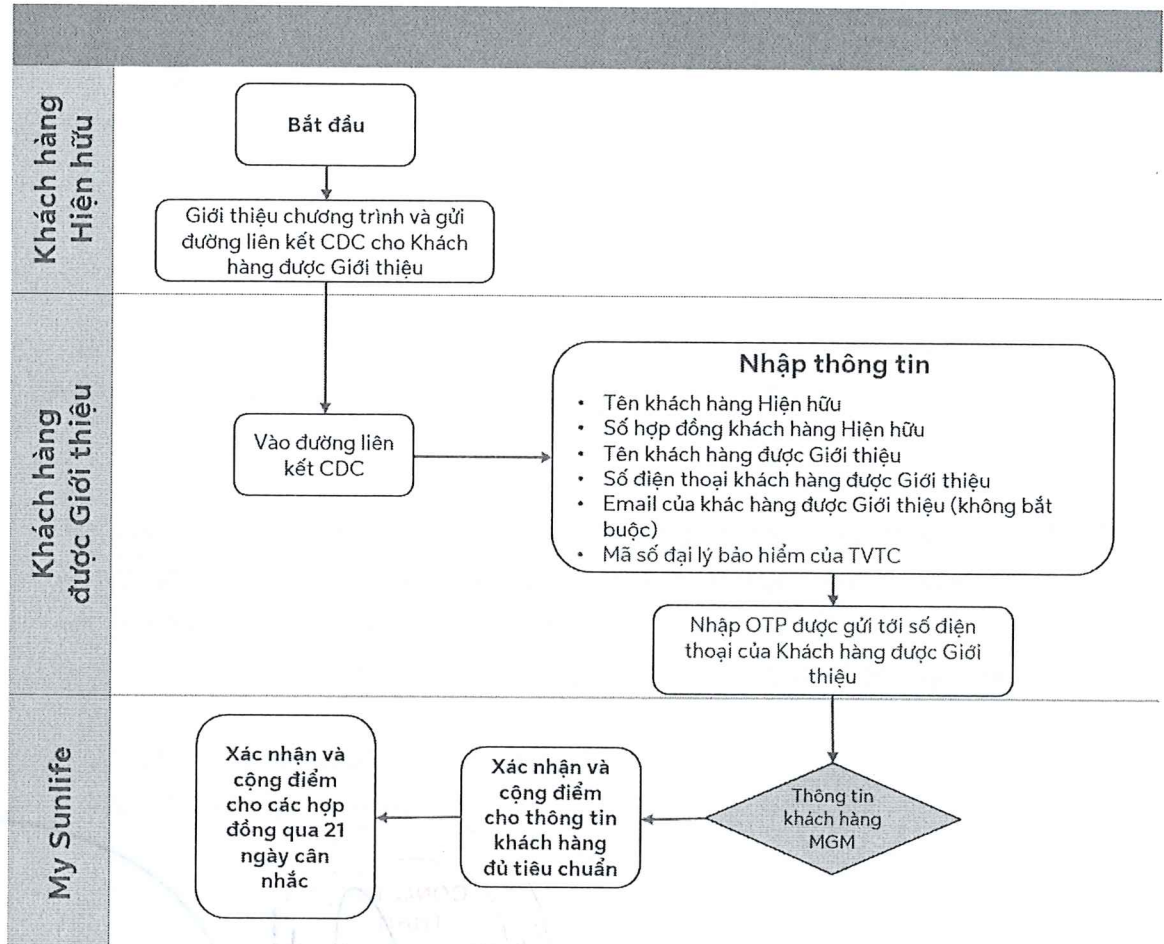 Khách hàng
Hiện hữu
Bắt đầu
Giới thiệu chương trình và gửi
đường liên kết CDC cho Khách
hàng được Giới thiệu
Khách hàng
được Giới thiệu
Vào đường liên
kết CDC
Nhập thông tin
• Tên khách hàng Hiện hữu
• Số hợp đồng khách hàng Hiện hữu
• Tên khách hàng được Giới thiệu
• Số điện thoại khách hàng được Giới thiệu
• Email của khác hàng được Giới thiệu (không bắt
buộc)
• Mã số đại lý bảo hiểm của TVTC
Nhập OTP được gửi tới số điện
thoại của Khách hàng được Giới
thiệu
My Sunlife
Xác nhận và
cộng điểm
cho các hợp
đồng qua 21
ngày cân
nhắc
Xác nhận và
cộng điểm
cho thông tin
khách hàng
đủ tiêu chuẩn
Thông tin
khách hàng
MGM